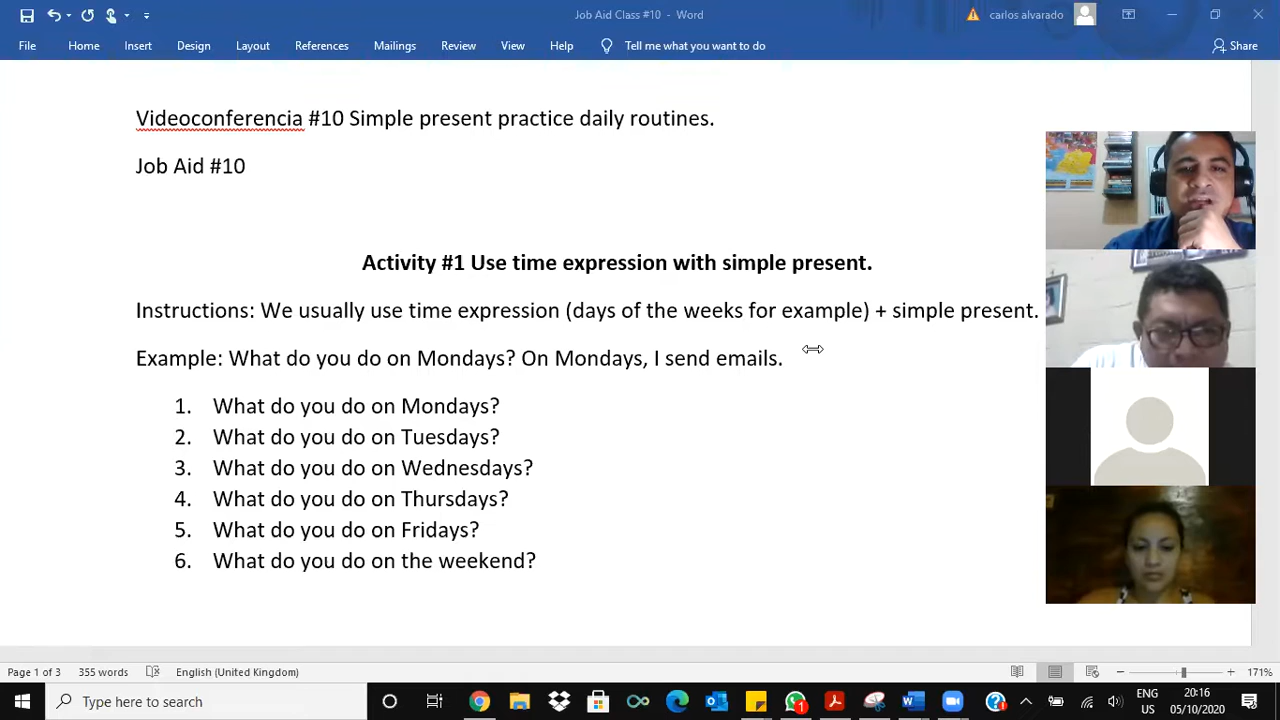 Job Aid Class #10 - Word
carlos alvarado
File Home Insert Design Layout References Mailings Review View Help Tell me what you want to do Share
Videoconferencia #10 Simple present practice daily routines.
Job Aid #10
Activity #1 Use time expression with simple present.
Instructions: We usually use time expression (days of the weeks for example) + simple present.
Example: What do you do on Mondays? On Mondays, I send emails.
1. What do you do on Mondays?
2. What do you do on Tuesdays?
3. What do you do on Wednesdays?
4. What do you do on Thursdays?
5. What do you do on Fridays?
6. What do you do on the weekend?
Page 1 of 3 355 words English (United Kingdom) 171%
Type here to search
1
ENG
US
20:16
05/10/2020